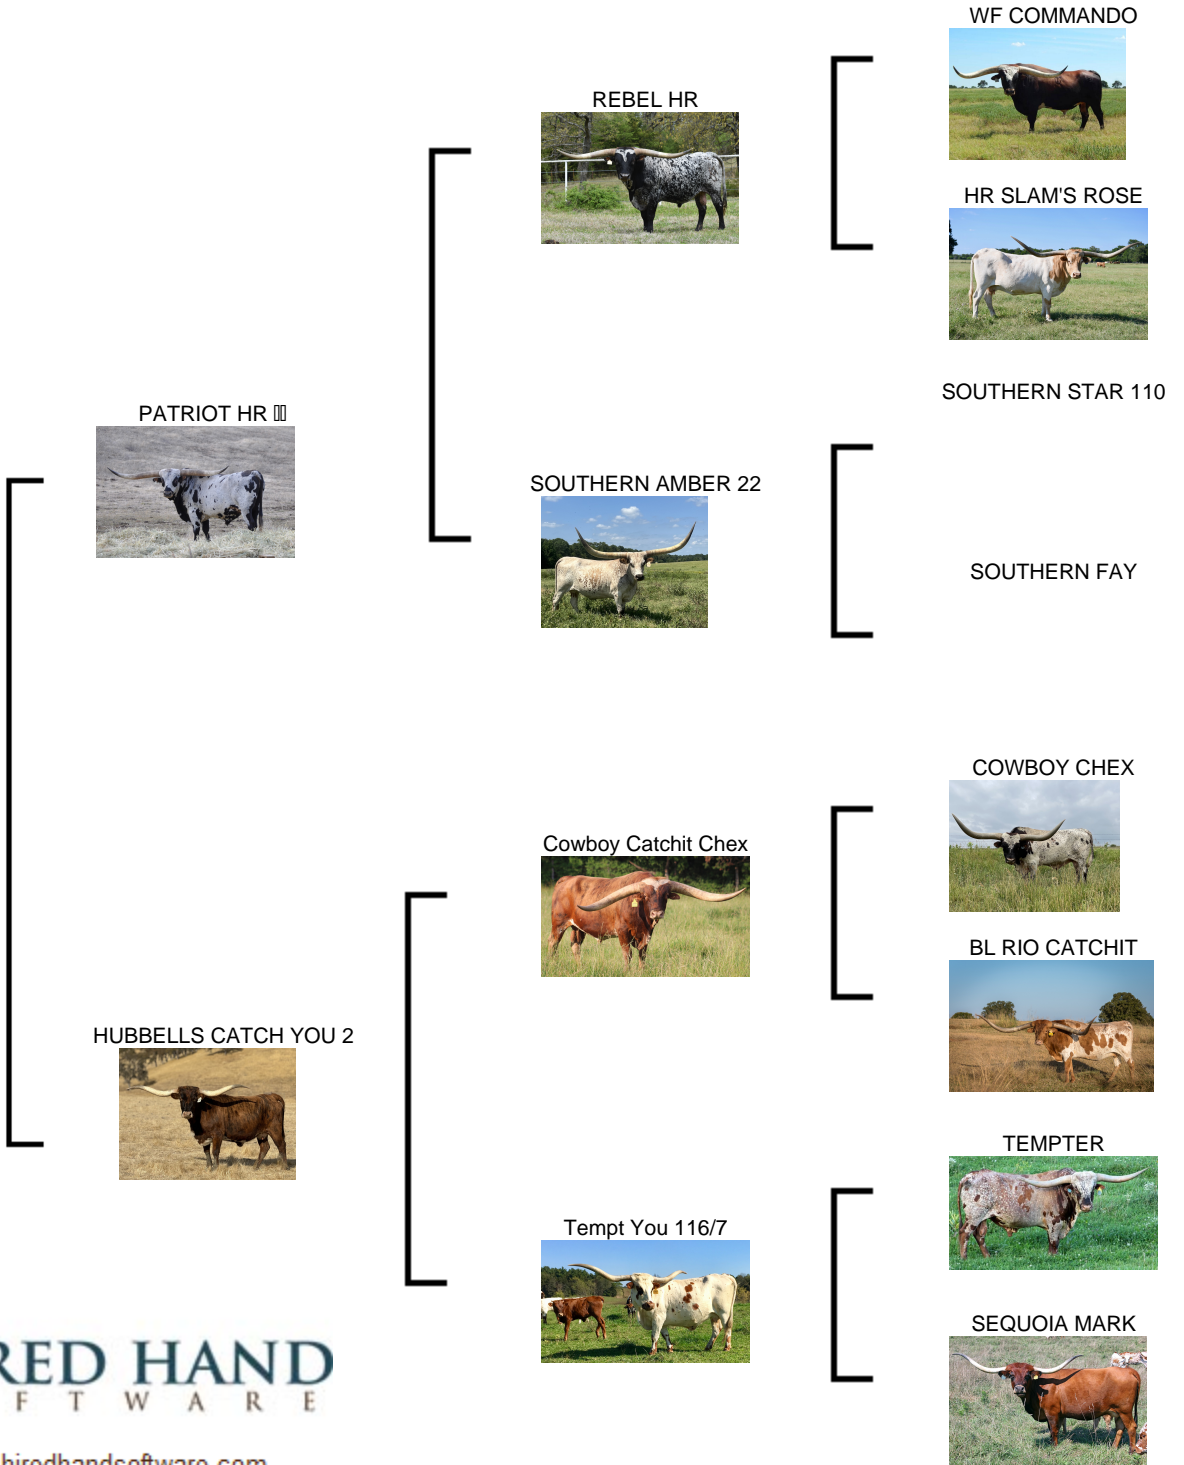 WF COMMANDO
REBEL HR
HR SLAM'S ROSE
SOUTHERN STAR 110
PATRIOT HR
SOUTHERN AMBER 22
SOUTHERN FAY
COWBOY CHEX
Cowboy Catchit Chex
BL RIO CATCHIT
HUBBELLS CATCH YOU 2
TEMPTER
Tempt You 116/7
SEQUOIA MARK
RED HAND
F T W A R E
hiredhandsoftware.com